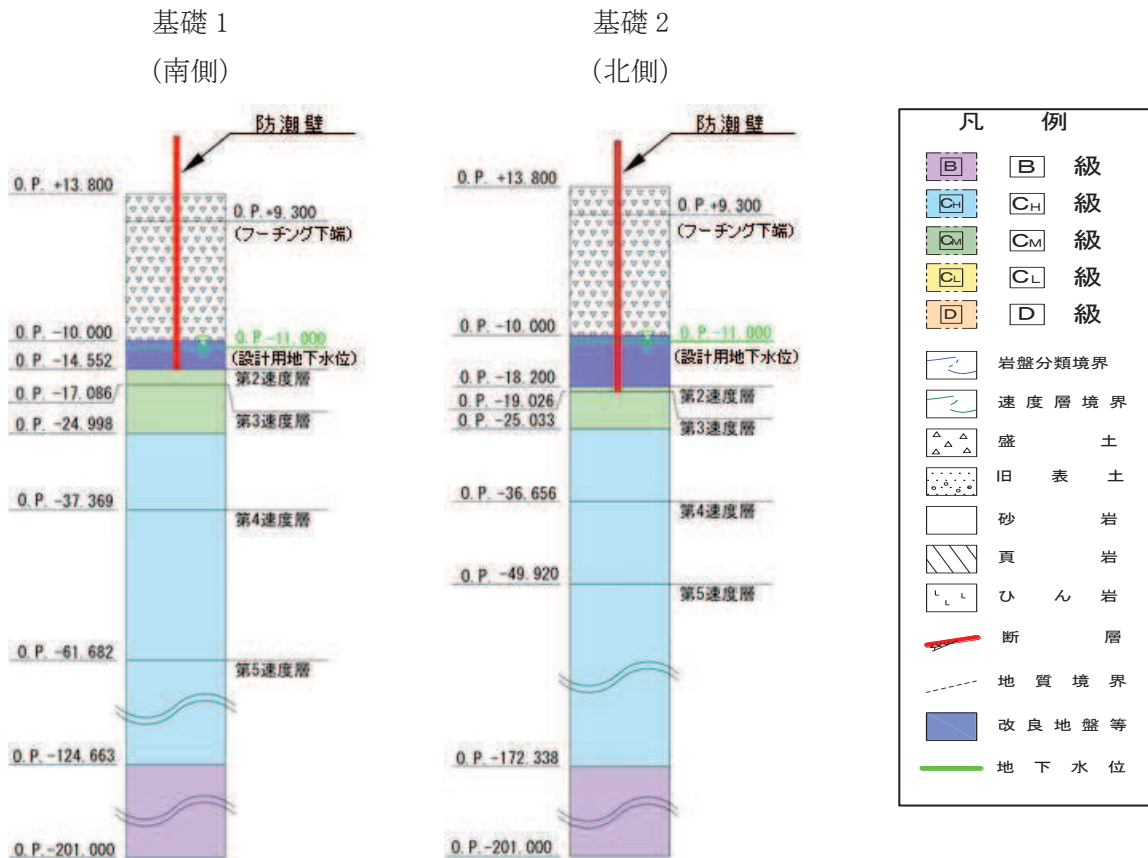 基礎 1
(南側)
防潮壁
O.P. +13.800
O.P.+9.300
(フーチング下端)
O.P. -10.000
O.P.-11.000
(設計用地下水位)
O.P. -14.552
第2速度層
O.P. -17.086
第3速度層
O.P. -24.998
O.P. -37.369
第4速度層
O.P. -61.682
第5速度層
O.P. -124.663
O.P. -201.000
基礎 2
(北側)
防潮壁
O.P. +13.800
O.P.+9.300
(フーチング下端)
O.P. -10.000
O.P.-11.000
(設計用地下水位)
O.P. -18.200
第2速度層
O.P. -19.026
第3速度層
O.P. -25.033
O.P. -36.656
第4速度層
O.P. -49.920
第5速度層
O.P. -172.338
O.P. -201.000
凡 例
B B 級
CH CH 級
CM CM 級
CL CL 級
D D 級
岩盤分類境界
速度層境界
盛 土
旧 表 土
砂 岩
頁 岩
ひ ん 岩
断 層
地 質 境 界
改 良 地 盤 等
地 下 水 位